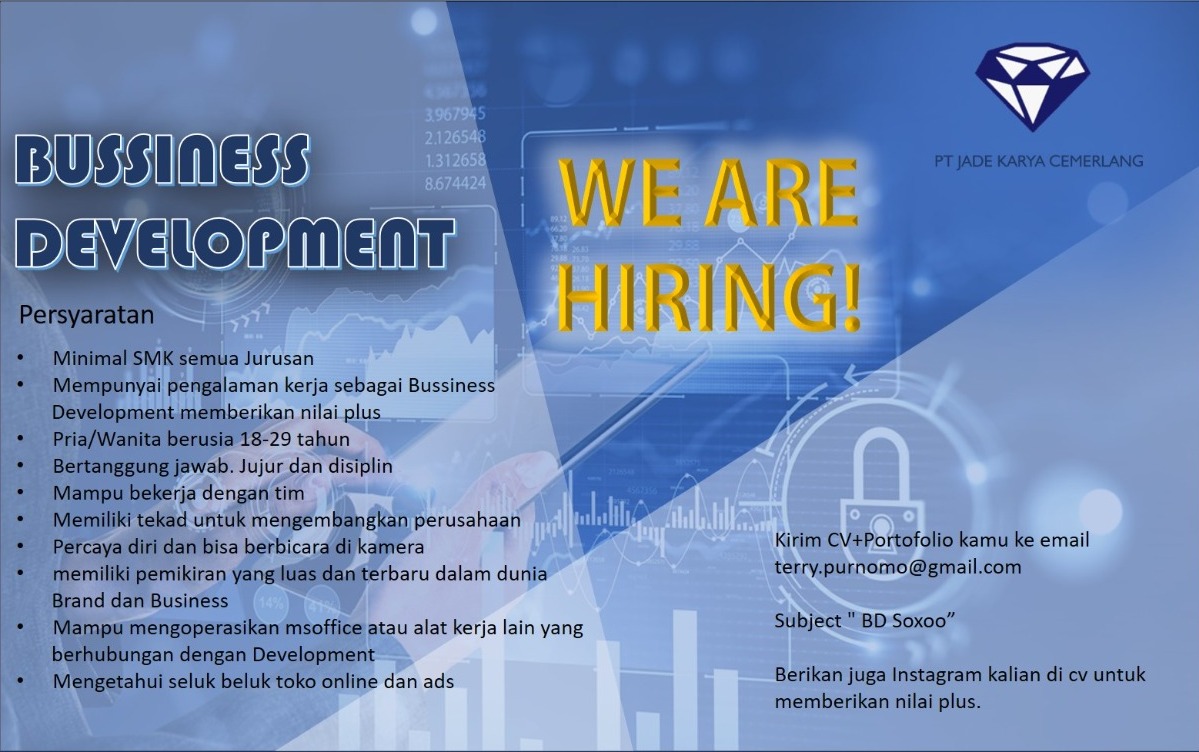 4.967956
3.967945
2.126548
1.312658
8.674424
BUSSINESS
DEVELOPMENT
WE ARE
HIRING!
PT JADE KARYA CEMERLANG
Persyaratan
• Minimal SMK semua Jurusan
• Mempunyai pengalaman kerja sebagai Bussiness
Development memberikan nilai plus
• Pria/Wanita berusia 18-29 tahun
• Bertanggung jawab. Jujur dan disiplin
• Mampu bekerja dengan tim
• Memiliki tekad untuk mengembangkan perusahaan
• Percaya diri dan bisa berbicara di kamera
• memiliki pemikiran yang luas dan terbaru dalam dunia
Brand dan Business
• Mampu mengoperasikan msoffice atau alat kerja lain yang
berhubungan dengan Development
• Mengetahui seluk beluk toko online dan ads
14% 41%
Kirim CV+Portofolio kamu ke email
terry.purnomo@gmail.com
Subject " BD Soxoo”
Berikan juga Instagram kalian di cv untuk
memberikan nilai plus.